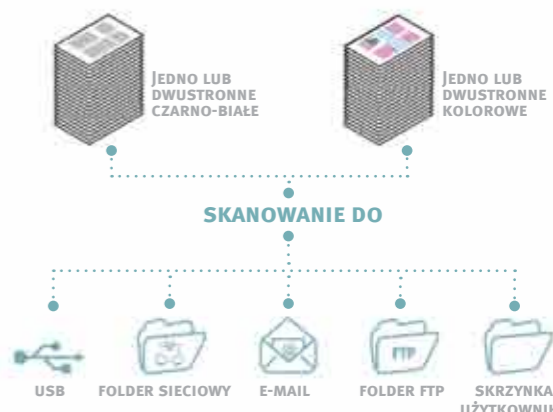 JEDNO LUB
DWUSTRONNE
CZARNO-BIAŁE
JEDNO LUB
DWUSTRONNE
KOLOROWE
SKANOWANIE DO
FTP
USB
FOLDER SIECIOWY
E-MAIL
FOLDER FTP
SKRZYNKA